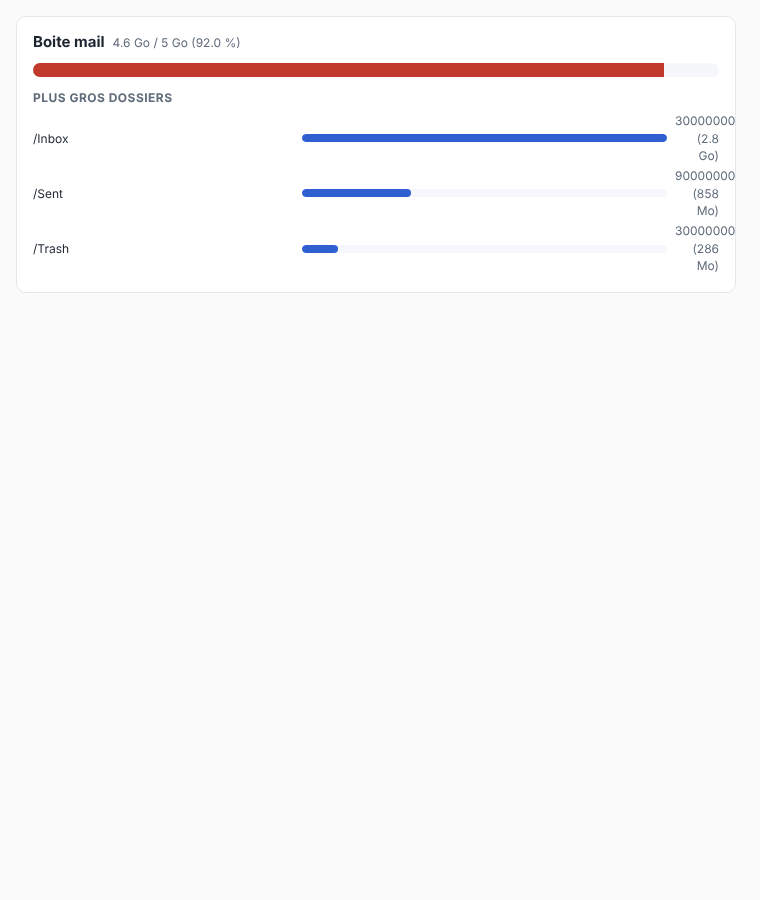 Boite mail 4.6 Go / 5 Go (92.0 %)
PLUS GROS DOSSIERS
/Inbox
30000000
(2.8
Go)
/Sent
90000000
(858
Mo)
/Trash
30000000
(286
Mo)